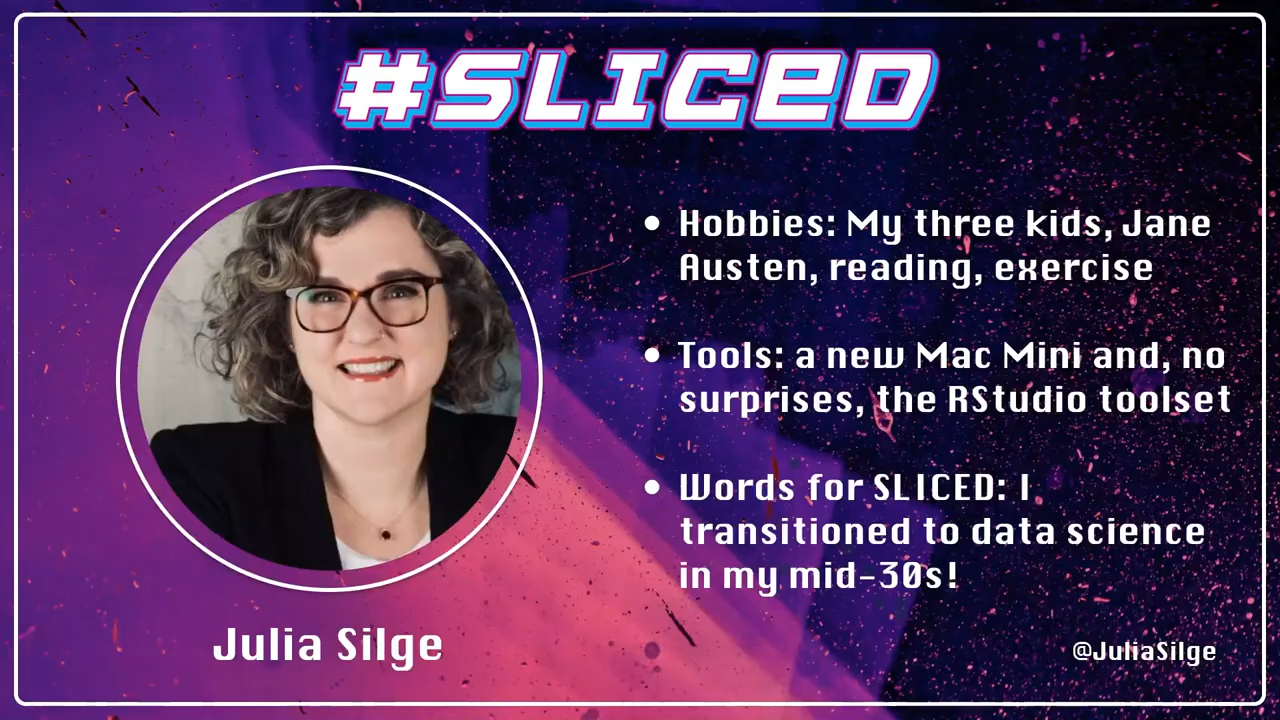 #SLICED
Hobbies: My three kids, Jane
Austen, reading, exercise
Tools: a new Mac Mini and, no
surprises, the RStudio toolset
Words for SLICED: I
transitioned to data science
in my mid-30s!
Julia Silge
@JuliaSilge